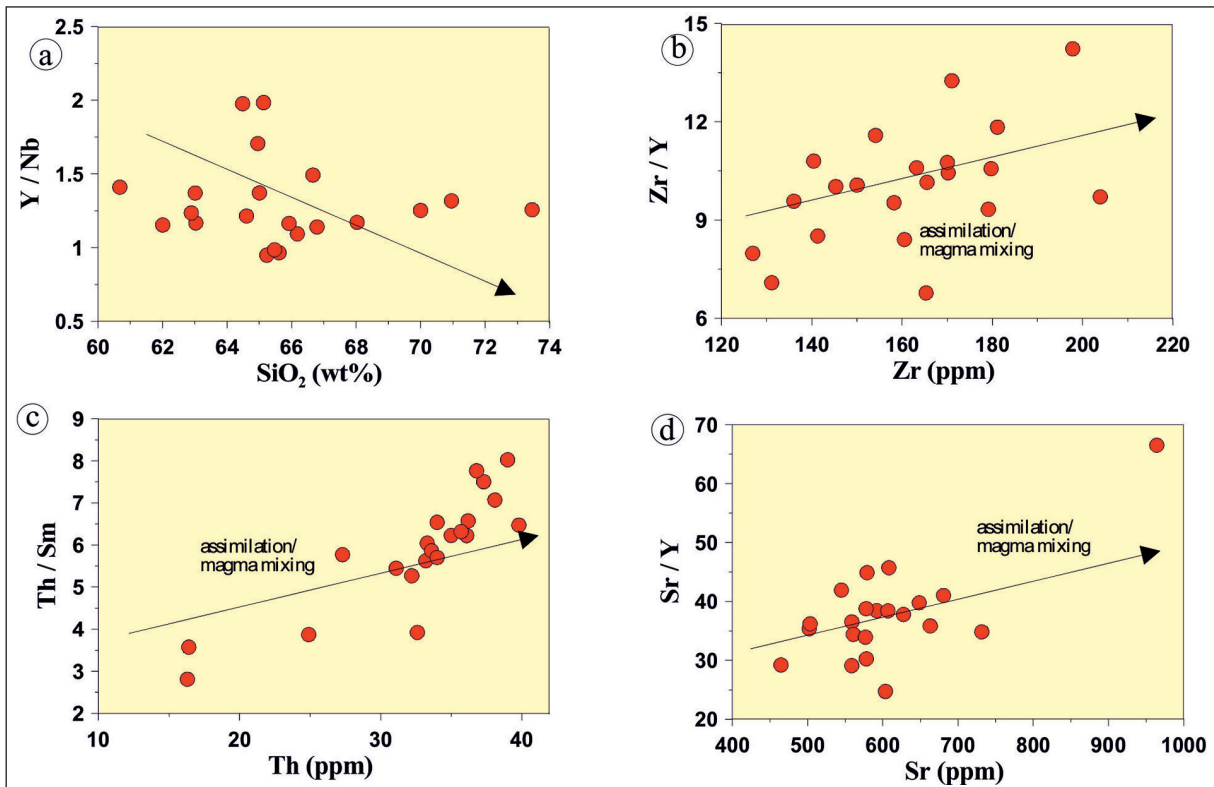 a
2.5
2
1.5
1
0.5
Y / Nb
60 62 64 66 68 70 72 74
SiO₂ (wt%)
b
15
12
9
6
Zr / Y
assimilation/
magma mixing
120 140 160 180 200 220
Zr (ppm)
c
9
8
7
6
5
4
3
2
Th / Sm
assimilation/
magma mixing
10 20 30 40
Th (ppm)
d
70
60
50
40
30
20
Sr / Y
assimilation/
magma mixing
400 500 600 700 800 900 1000
Sr (ppm)